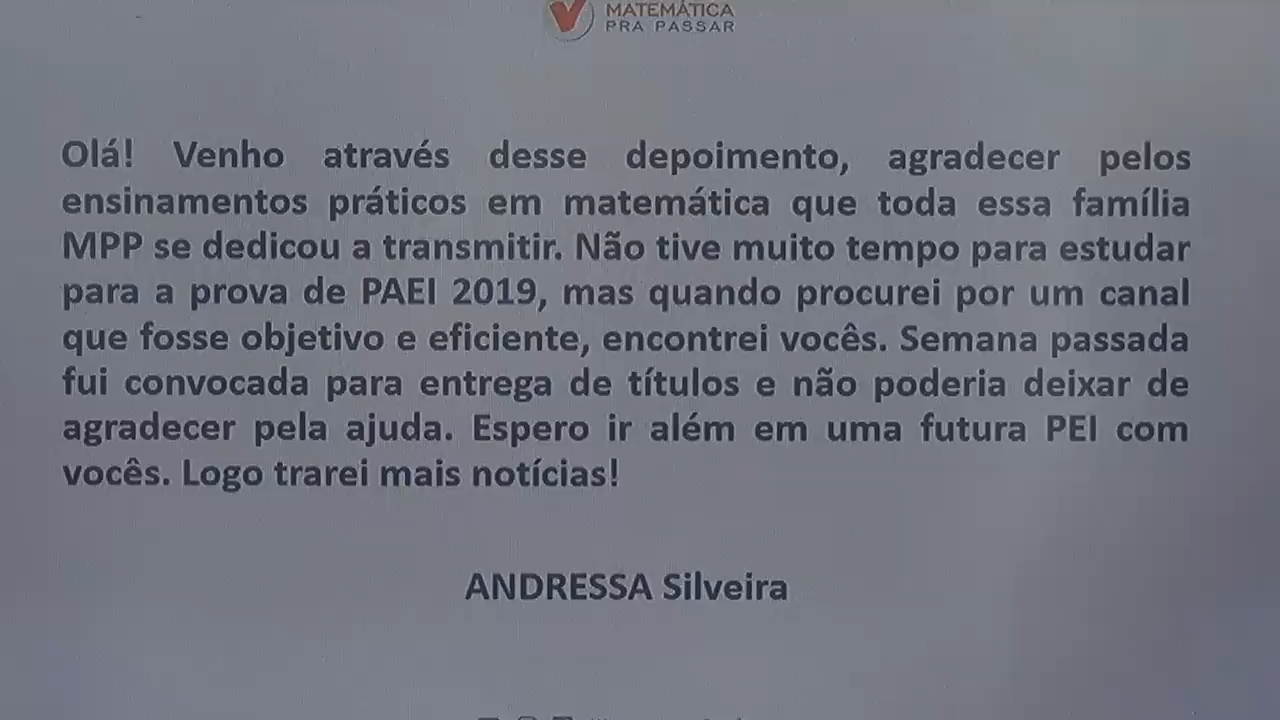 MATEMÁTICA
PRA PASSAR
Olá! Venho através desse depoimento, agradecer pelos
ensinamentos práticos em matemática que toda essa família
MPP se dedicou a transmitir. Não tive muito tempo para estudar
para a prova de PAEI 2019, mas quando procurei por um canal
que fosse objetivo e eficiente, encontrei vocês. Semana passada
fui convocada para entrega de títulos e não poderia deixar de
agradecer pela ajuda. Espero ir além em uma futura PEI com
vocês. Logo trarei mais notícias!
ANDRESSA Silveira